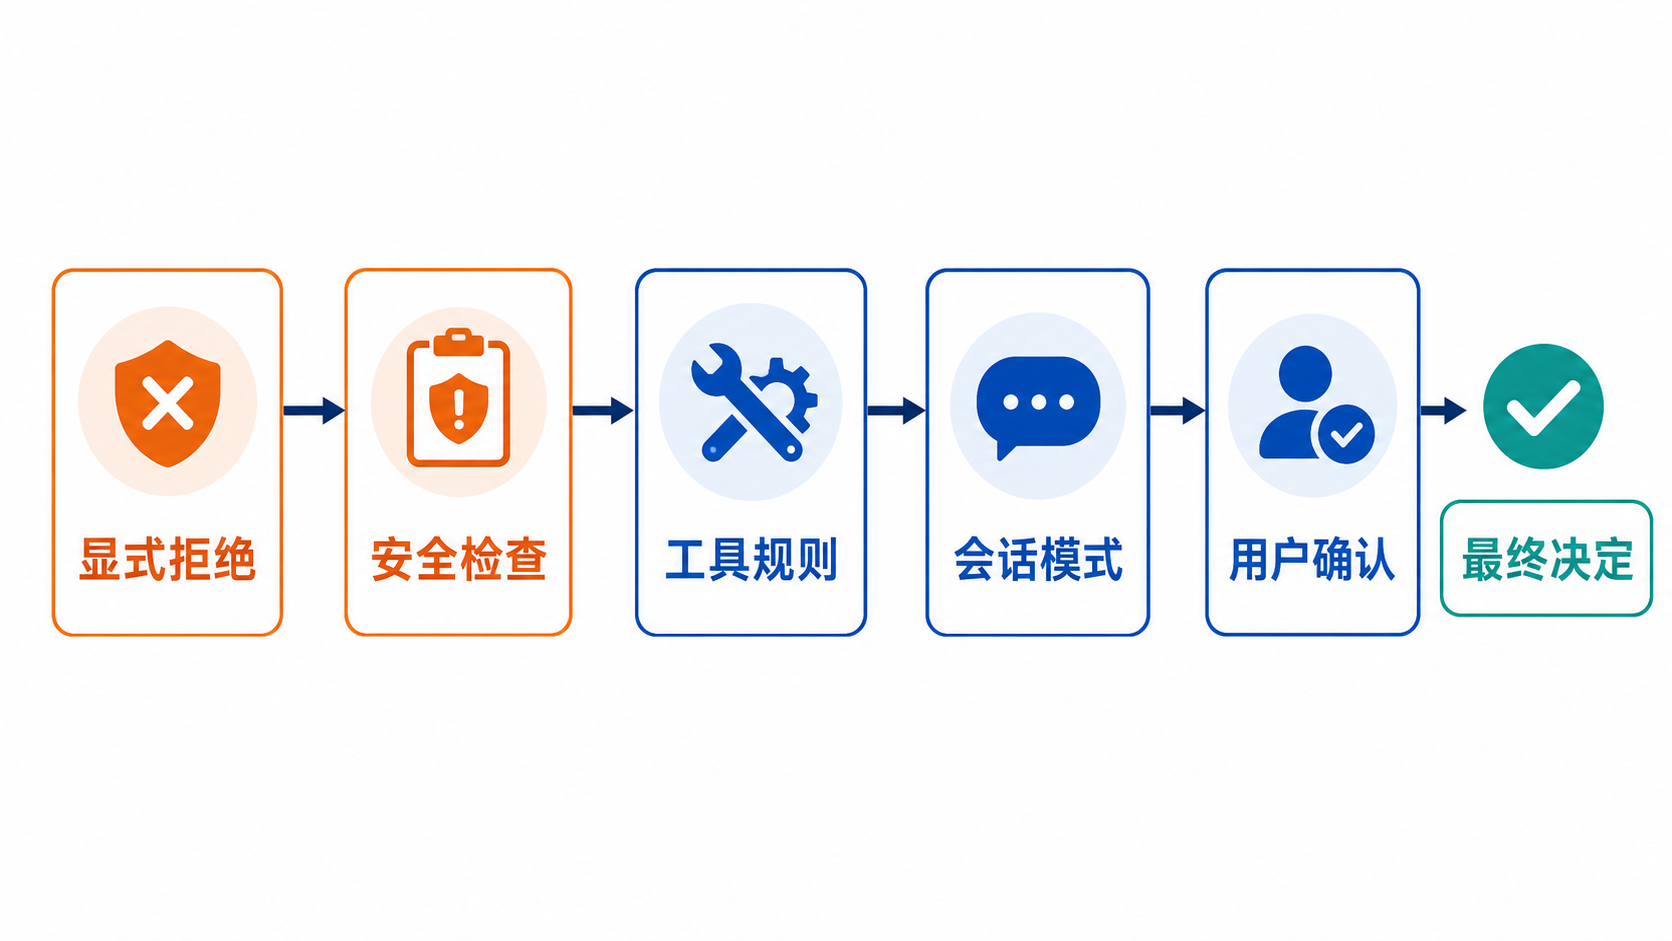 显式拒绝
安全检查
工具规则
会话模式
用户确认
最终决定